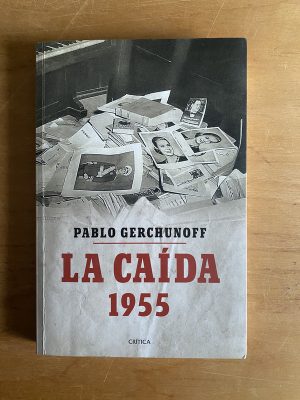 PABLO GERCHUNOFF
LA CAÍDA
1955
CRÍTICA